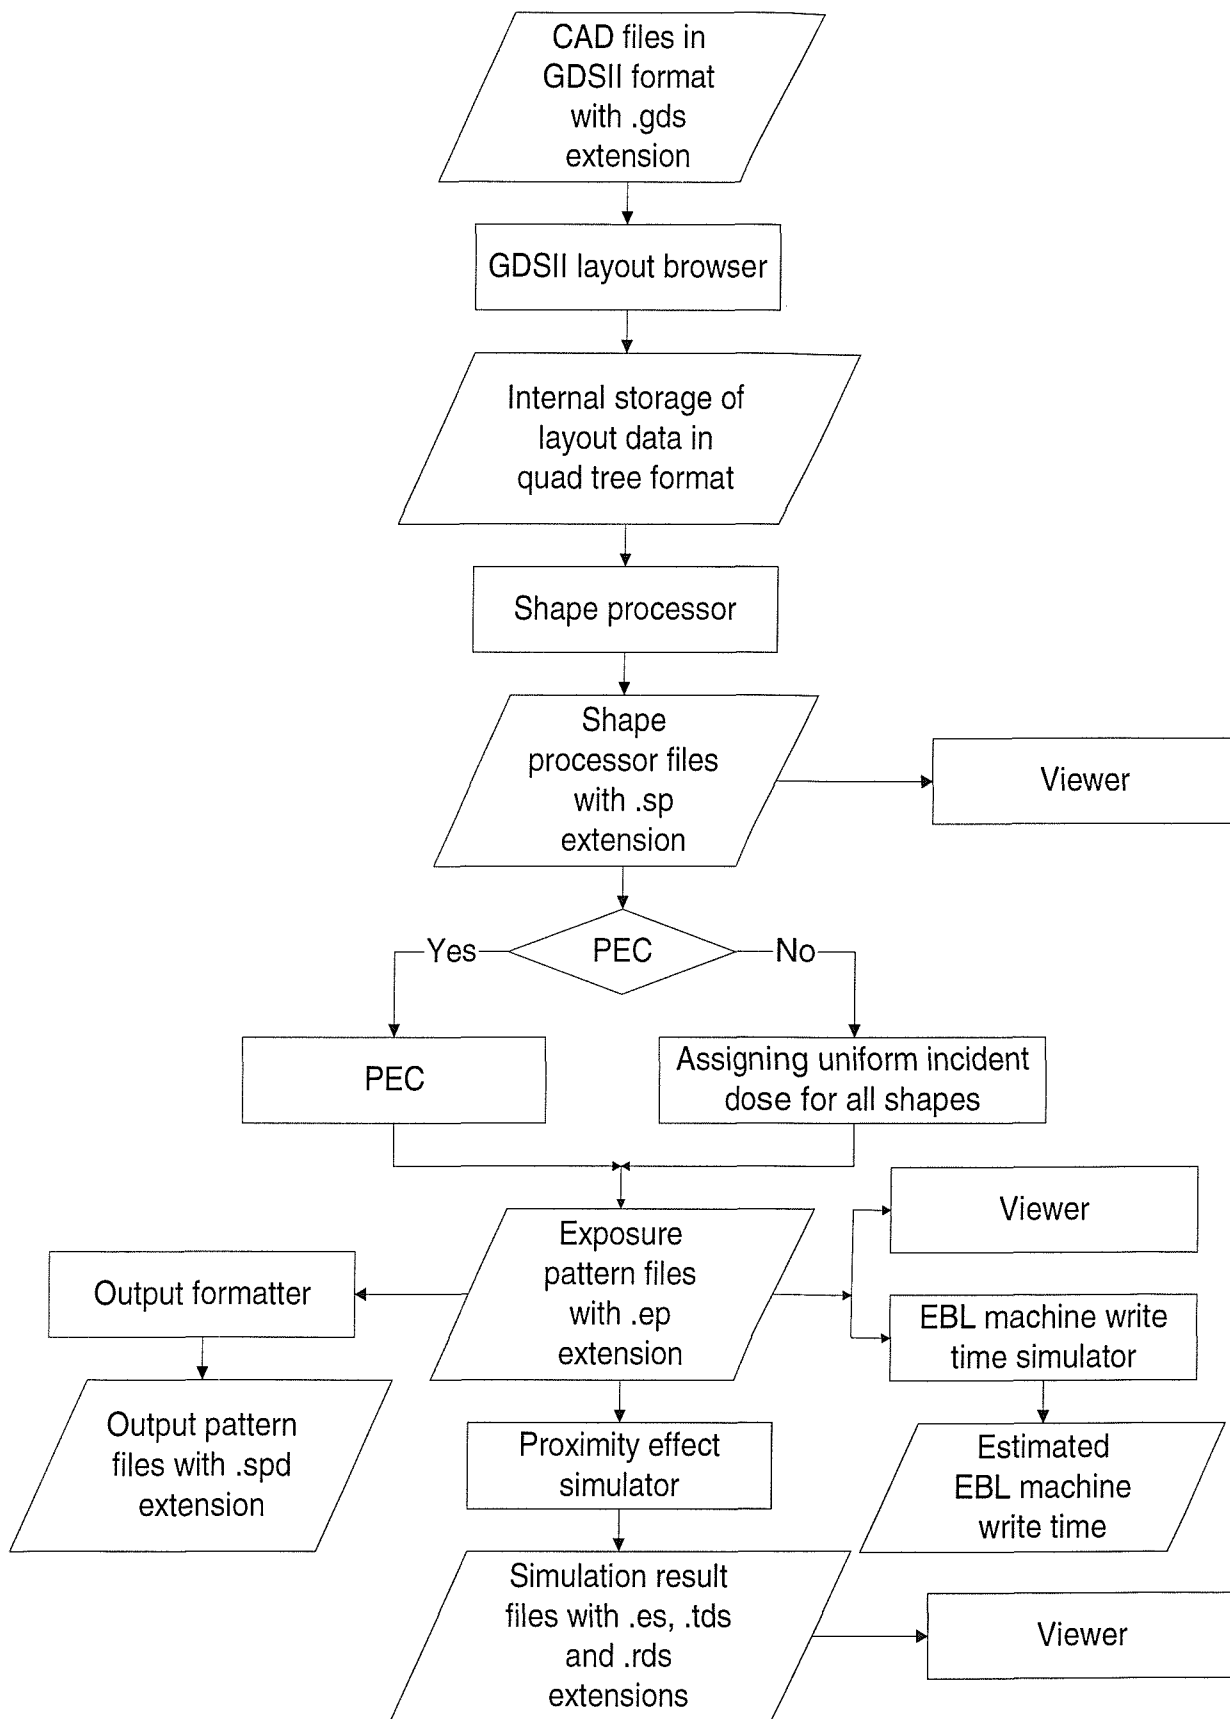 CAD files in
GDSII format
with .gds
extension
GDSII layout browser
Internal storage of
layout data in
quad tree format
Shape processor
Shape
processor files
with .sp
extension
Viewer
Yes
PEC
No
PEC
Assigning uniform incident
dose for all shapes
Viewer
Exposure
pattern files
with .ep
extension
Output formatter
EBL machine write
time simulator
Output pattern
files with .spd
extension
Proximity effect
simulator
Estimated
EBL machine
write time
Simulation result
files with .es, .tds
and .rds
extensions
Viewer